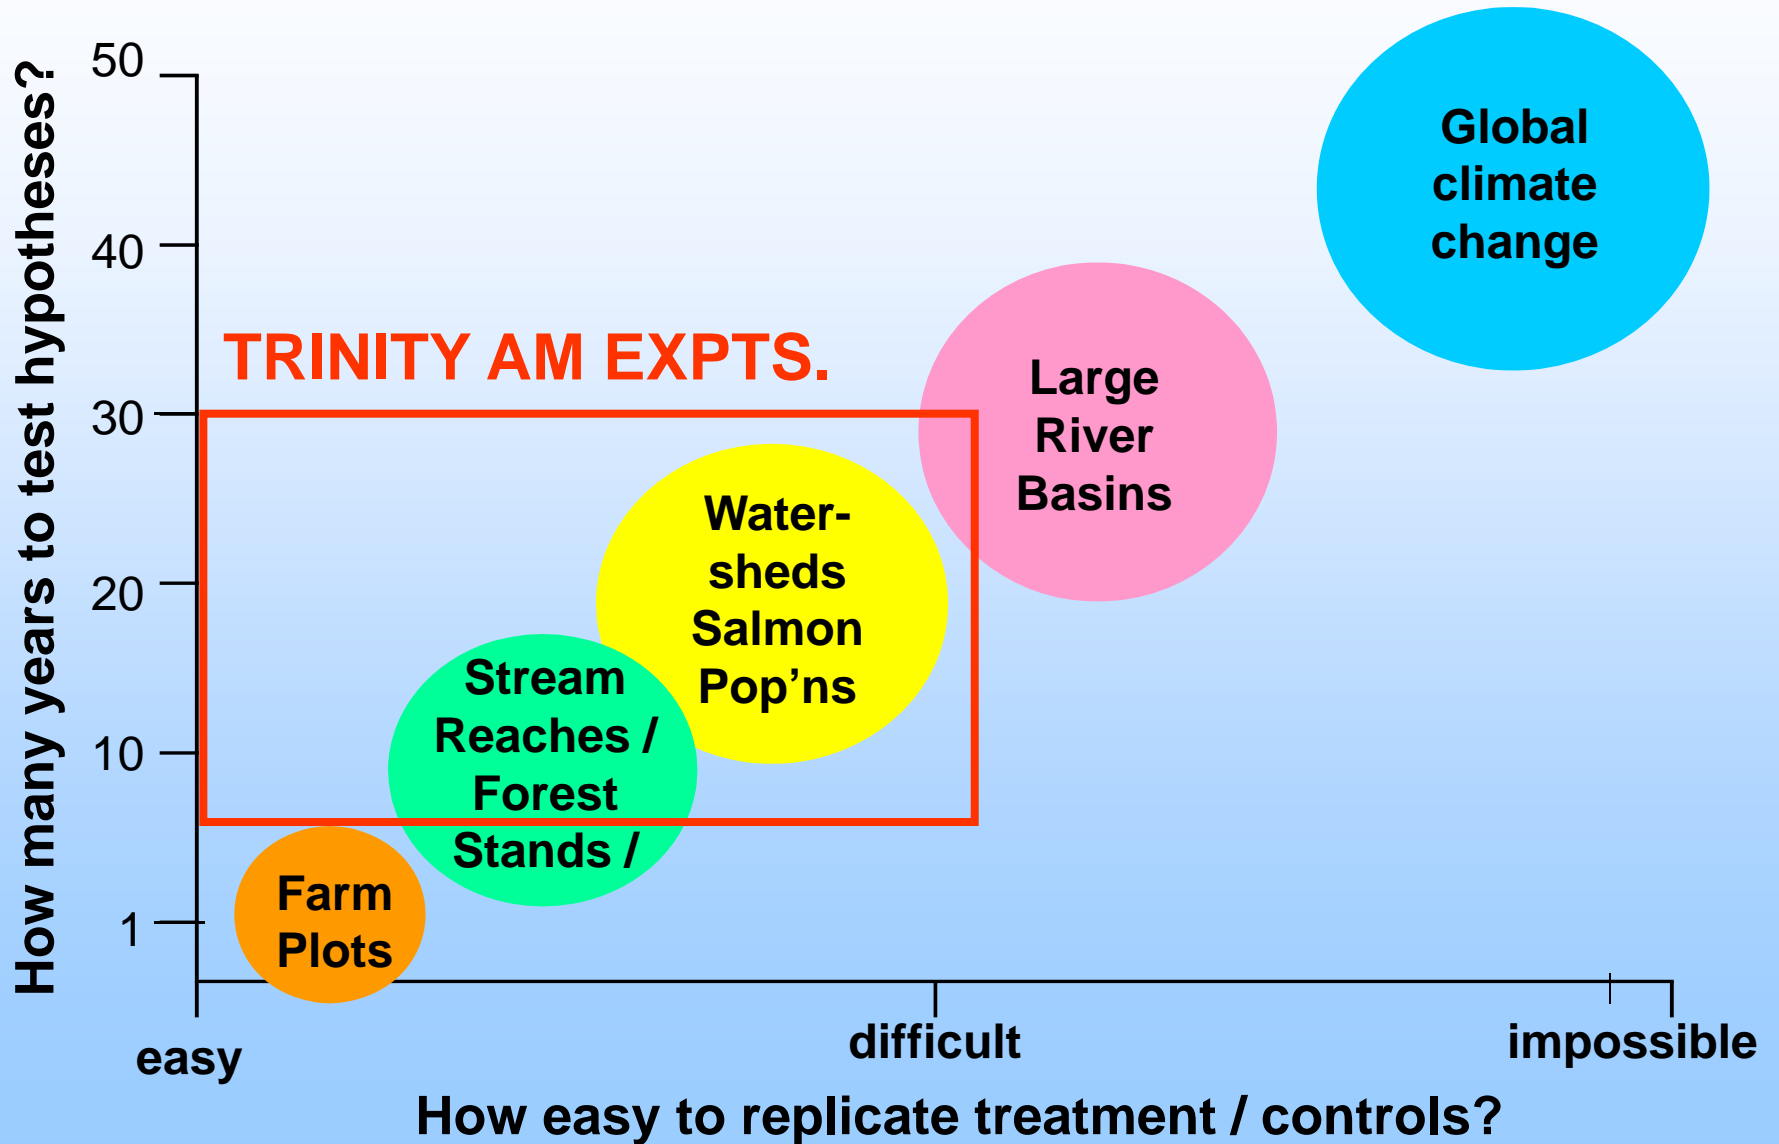 How many years to test hypotheses?
50
40
30
20
10
1
TRINITY AM EXPTS.
Global
climate
change
Large
River
Basins
Water-
sheds
Salmon
Pop’ns
Stream
Reaches /
Forest
Stands /
Farm
Plots
easy
difficult
impossible
How easy to replicate treatment / controls?